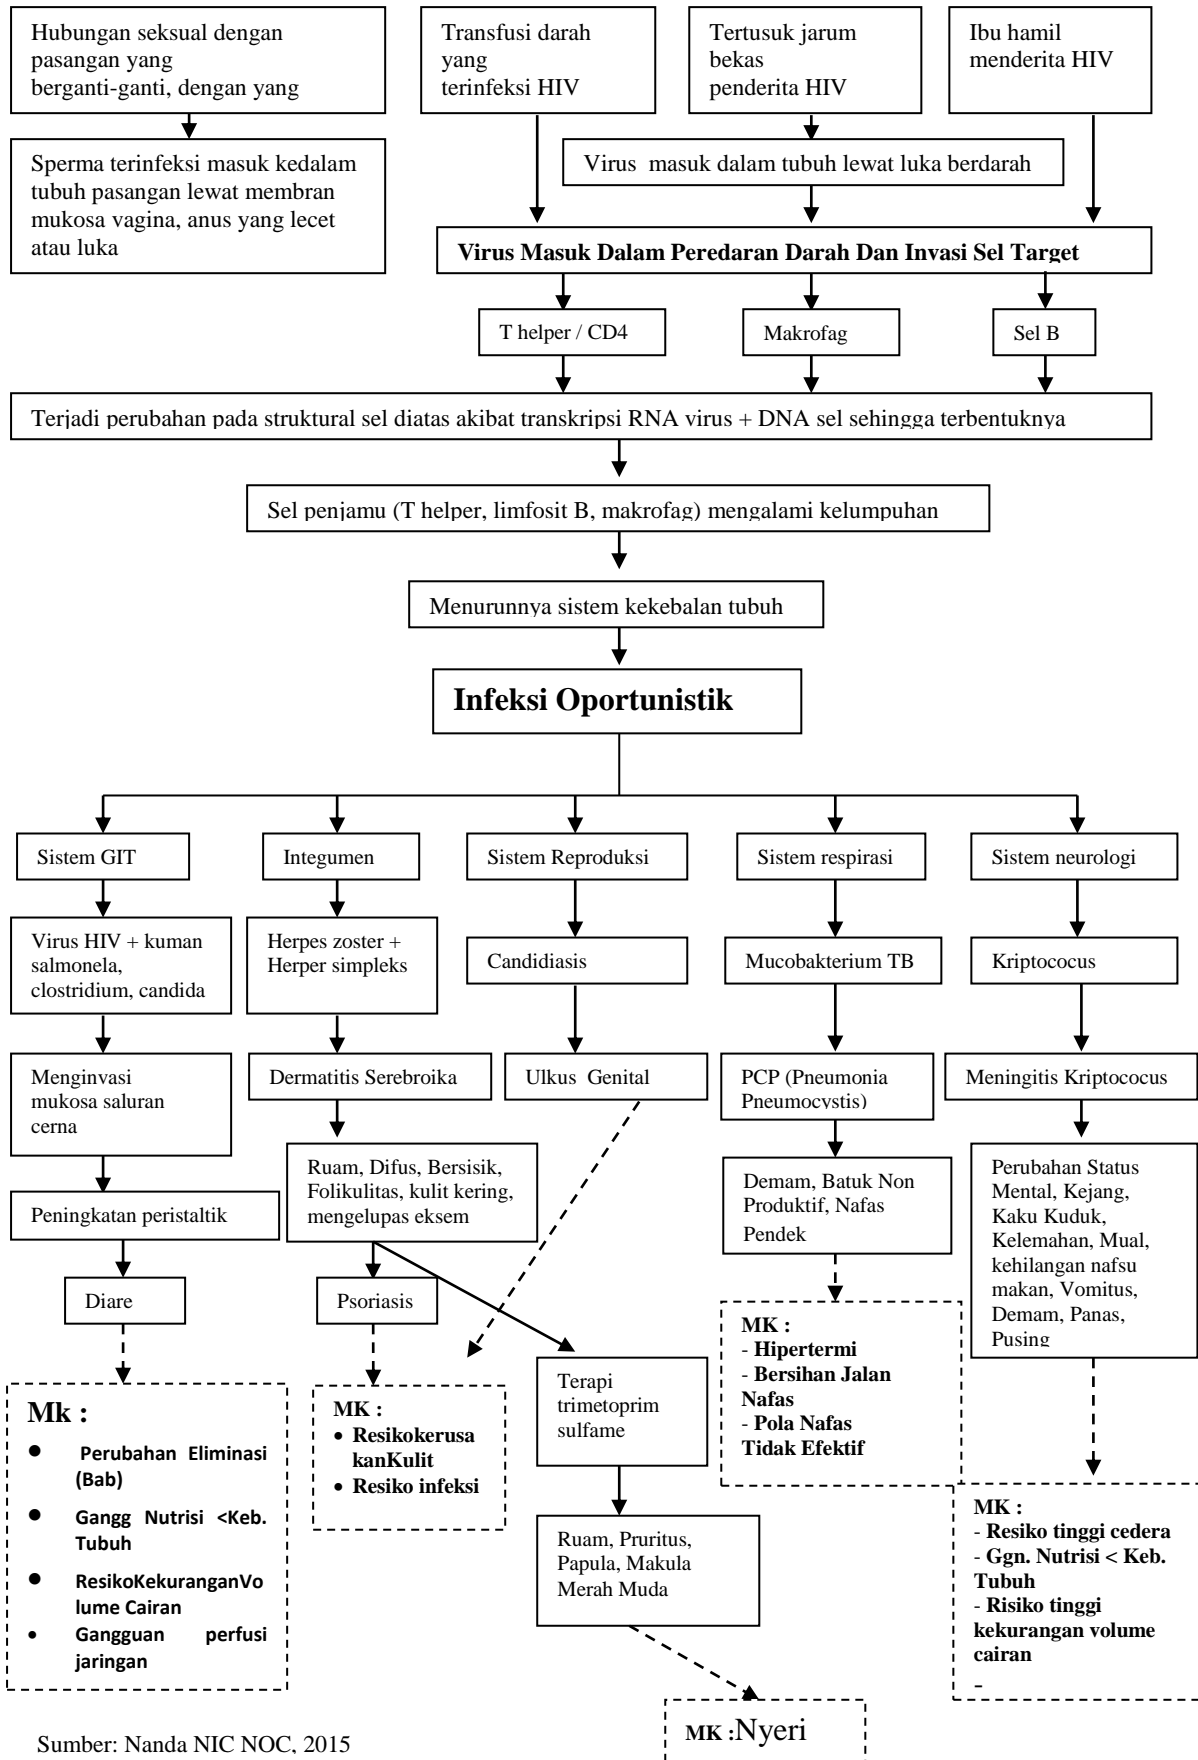 Hubungan seksual dengan
pasangan yang
berganti-ganti, dengan yang
Transfusi darah
yang
terinfeksi HIV
Tertusuk jarum
bekas
penderita HIV
Ibu hamil
menderita HIV
Sperma terinfeksi masuk kedalam
tubuh pasangan lewat membran
mukosa vagina, anus yang lecet
atau luka
Virus masuk dalam tubuh lewat luka berdarah
Virus Masuk Dalam Peredaran Darah Dan Invasi Sel Target
T helper / CD4
Makrofag
Sel B
Terjadi perubahan pada struktural sel diatas akibat transkripsi RNA virus + DNA sel sehingga terbentuknya
Sel penjamu (T helper, limfosit B, makrofag) mengalami kelumpuhan
Menurunnya sistem kekebalan tubuh
Infeksi Oportunistik
Sistem GIT
Integumen
Sistem Reproduksi
Sistem respirasi
Sistem neurologi
Virus HIV + kuman
salmonela,
clostridium, candida
Herpes zoster +
Herper simpleks
Candidiasis
Mucobakterium TB
Kriptococus
Menginvasi
mukosa saluran
cerna
Dermatitis Serebroika
Ulkus Genital
PCP (Pneumonia
Pneumocystis)
Meningitis Kriptococus
Peningkatan peristaltik
Ruam, Difus, Bersisik,
Folikulitas, kulit kering,
mengelupas eksem
Demam, Batuk Non
Produktif, Nafas
Pendek
Perubahan Status
Mental, Kejang,
Kaku Kuduk,
Kelemahan, Mual,
kehilangan nafsu
makan, Vomitus,
Demam, Panas,
Pusing
Diare
Psoriasis
Terapi
trimetoprim
sulfame
MK :
- Hipertermi
- Bersihan Jalan
Nafas
- Pola Nafas
Tidak Efektif
Mk :
● Perubahan Eliminasi
(Bab)
● Gangg Nutrisi <Keb.
Tubuh
● ResikoKekuranganVo
lume Cairan
• Gangguan perfusi
jaringan
MK :
• Resikokerusa
kanKulit
• Resiko infeksi
Ruam, Pruritus,
Papula, Makula
Merah Muda
MK :
- Resiko tinggi cedera
- Ggn. Nutrisi < Keb.
Tubuh
- Risiko tinggi
kekurangan volume
cairan
-
MK :Nyeri
Sumber: Nanda NIC NOC, 2015